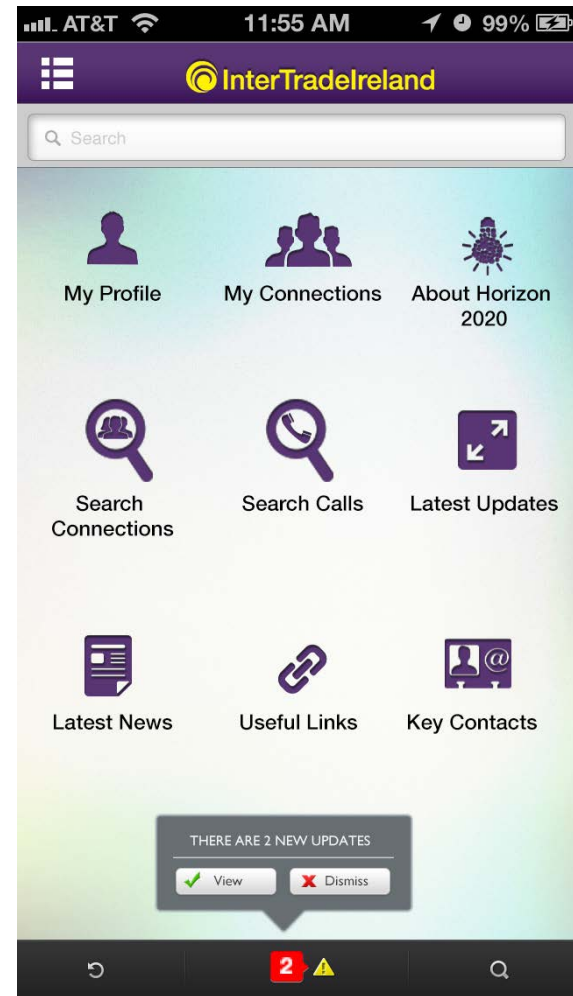 AT&T 11:55 AM 99%
InterTradeIreland
Search
My Profile My Connections About Horizon
2020
Search Search Calls Latest Updates
Connections
Latest News Useful Links Key Contacts
THERE ARE 2 NEW UPDATES
View Dismiss
2